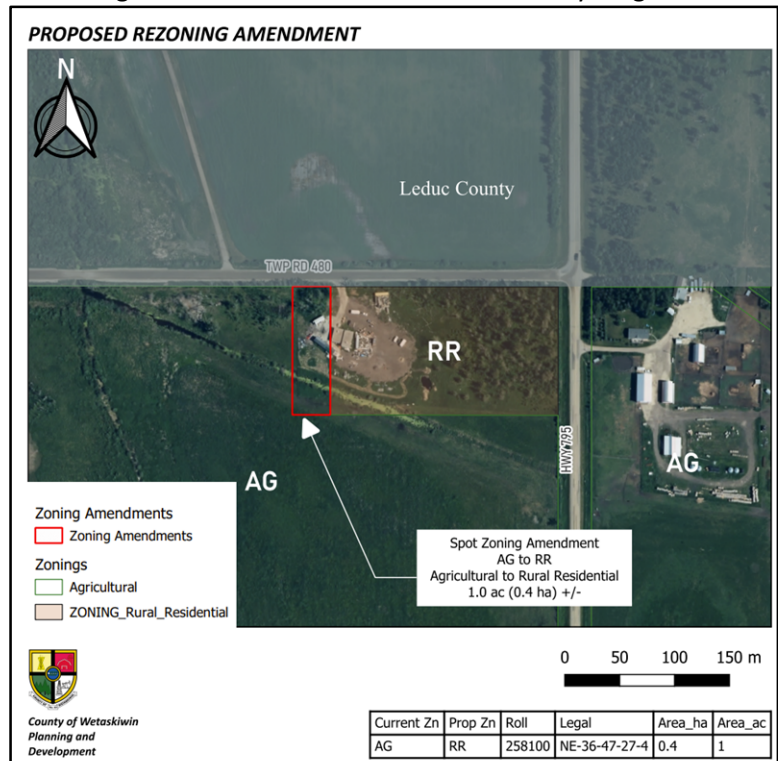 PROPOSED REZONING AMENDMENT
N
Leduc County
TWP RD 480
RR
HWY 795
AG
AG
Zoning Amendments
Zoning Amendments
Zonings
Agricultural
ZONING_Rural_Residential
Spot Zoning Amendment
AG to RR
Agricultural to Rural Residential
1.0 ac (0.4 ha) +/-
0 50 100 150 m
County of Wetaskiwin
Planning and
Development
Current Zn Prop Zn Roll Legal Area_ha Area_ac
AG RR 258100 NE-36-47-27-4 0.4 1